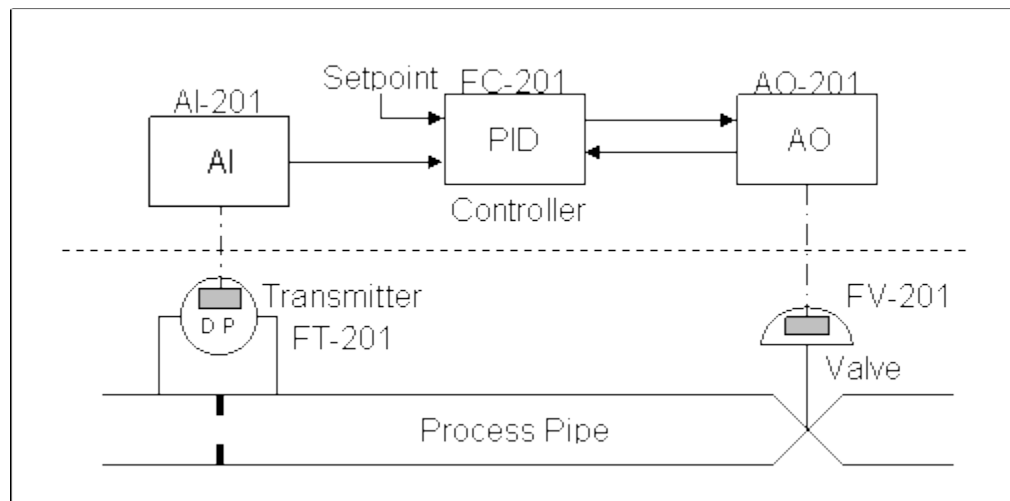 Setpoint
FC-201
AO-201
AI-201
PID
AO
AI
Controller
Transmitter
FV-201
D P
FT-201
Valve
Process Pipe